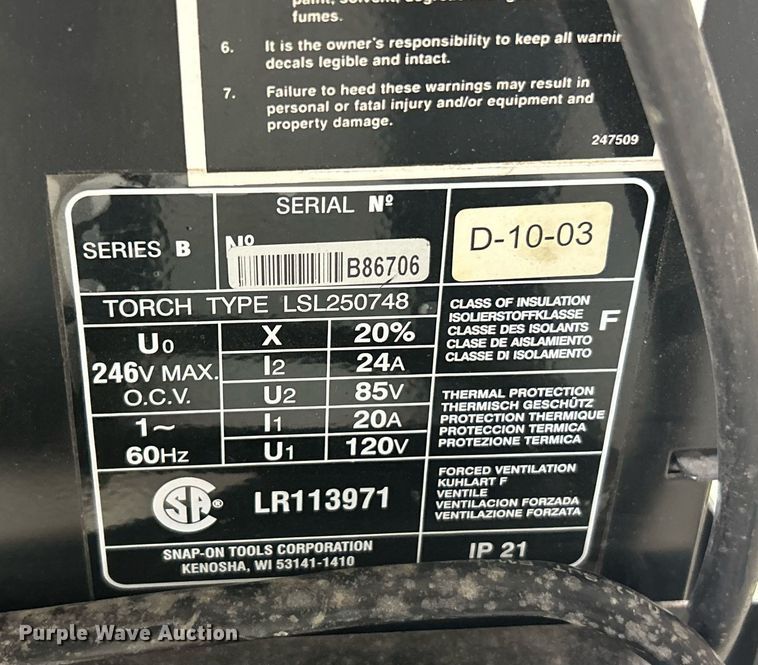 fumes.
6. It is the owner's responsibility to keep all
decals legible and intact.
7. Failure to heed these warnings may result in
personal or fatal injury and/or equipment and
property damage.
247509
SERIES B
SERIAL Nº
Nº
B86706
D-10-03
TORCH TYPE LSL250748
U0
246V MAX.
O.C.V.
1~
60HZ
X 20%
I2 24A
U2 85V
I1 20A
U1 120V
CLASS OF INSULATION
ISOLIERSTOFFKLASSE
CLASSE DES ISOLANTS
CLASE DE AISLAMIENTO
CLASSE DI ISOLAMENTO
F
THERMAL PROTECTION
THERMISCH GESCHÜTZ
PROTECTION THERMIQUE
PROTECCION TERMICA
PROTEZIONE TERMICA
CSA® LR113971
FORCED VENTILATION
KUHLART F
VENTILE
VENTILACION FORZADA
VENTILAZIONE FORZATA
SNAP-ON TOOLS CORPORATION
KENOSHA, WI 53141-1410
IP 21
Purple Wave Auction